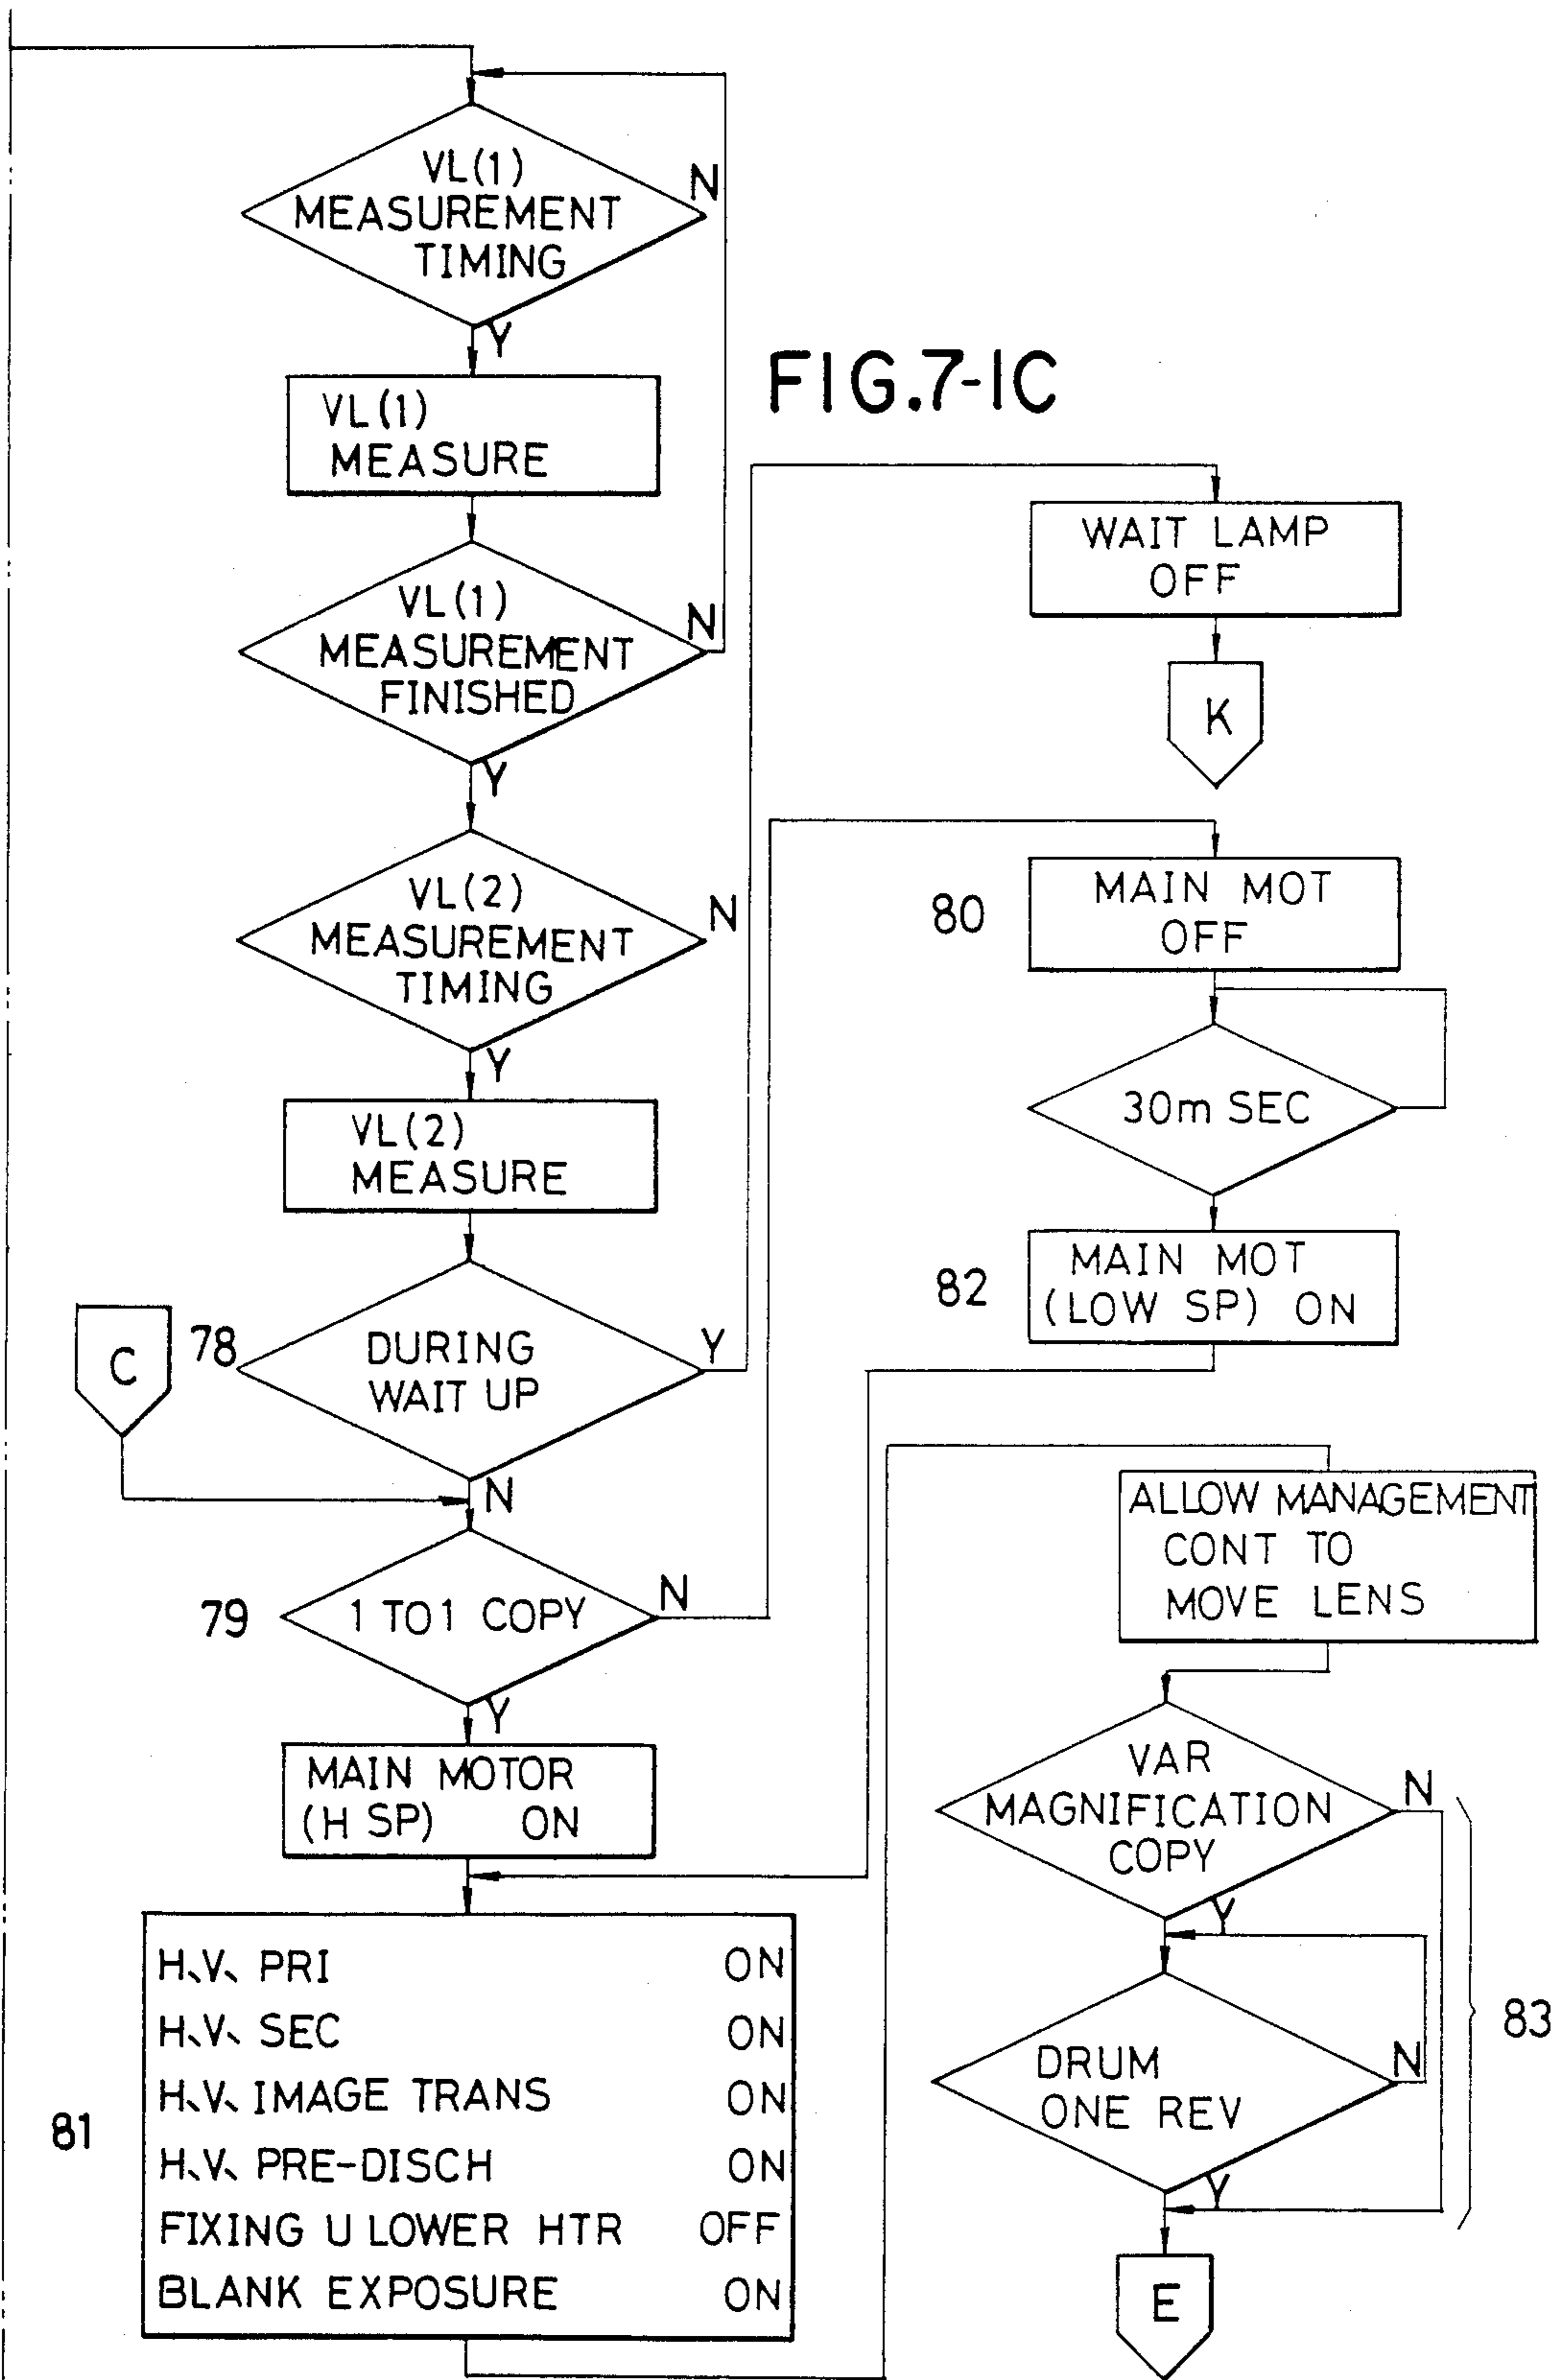 VL(1)
MEASUREMENT
TIMING
N
Y
FIG.7-1C
VL(1)
MEASURE
VL(1)
MEASUREMENT
FINISHED
N
Y
VL(2)
MEASUREMENT
TIMING
N
Y
VL(2)
MEASURE
C
78
DURING
WAIT UP
Y
N
79
1 TO 1 COPY
N
Y
MAIN MOTOR
(H SP) ON
81
H.V. PRI ON
H.V. SEC ON
H.V. IMAGE TRANS ON
H.V. PRE-DISCH ON
FIXING U LOWER HTR OFF
BLANK EXPOSURE ON
WAIT LAMP
OFF
K
80
MAIN MOT
OFF
30m SEC
82
MAIN MOT
(LOW SP) ON
ALLOW MANAGEMENT
CONT TO
MOVE LENS
VAR
MAGNIFICATION
COPY
N
Y
DRUM
ONE REV
N
Y
83
E